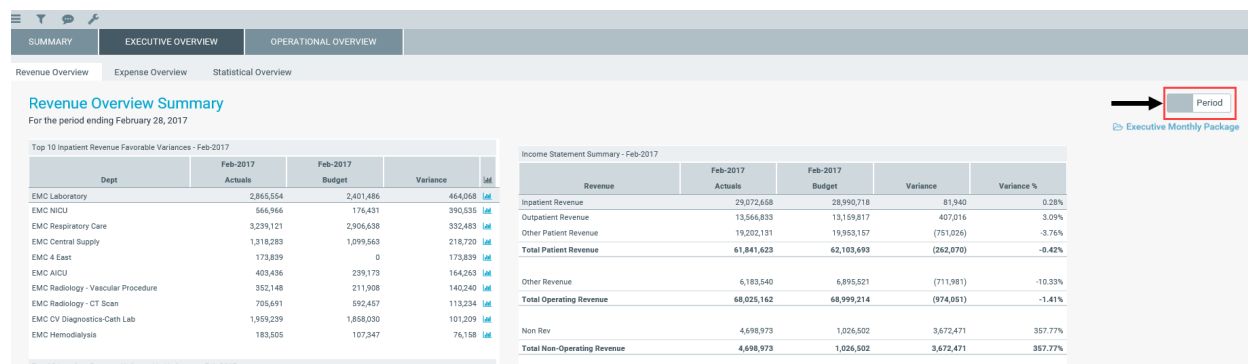 SUMMARY EXECUTIVE OVERVIEW OPERATIONAL OVERVIEW
Revenue Overview Expense Overview Statistical Overview
Revenue Overview Summary
For the period ending February 28, 2017
Period
Executive Monthly Package
Top 10 Inpatient Revenue Favorable Variances - Feb-2017
Feb-2017 Feb-2017
Dept Actuals Budget Variance
EMC Laboratory 2,865,554 2,401,486 464,068
EMC NICU 566,966 176,431 390,535
EMC Respiratory Care 3,239,121 2,906,638 332,483
EMC Central Supply 1,318,283 1,099,563 218,720
EMC 4 East 173,839 0 173,839
EMC AICU 403,436 239,173 164,263
EMC Radiology - Vascular Procedure 352,148 211,908 140,240
EMC Radiology - CT Scan 705,691 592,457 113,234
EMC CV Diagnostics-Cath Lab 1,959,239 1,858,030 101,209
EMC Hemodialysis 183,505 107,347 76,158
Income Statement Summary - Feb-2017
Feb-2017 Feb-2017
Revenue Actuals Budget Variance Variance %
Inpatient Revenue 29,072,658 28,990,718 81,940 0.28%
Outpatient Revenue 13,566,833 13,159,817 407,016 3.09%
Other Patient Revenue 19,202,131 19,953,157 (751,026) -3.76%
Total Patient Revenue 61,841,623 62,103,693 (262,070) -0.42%
Other Revenue 6,183,540 6,895,521 (711,981) -10.33%
Total Operating Revenue 68,025,162 68,999,214 (974,051) -1.41%
Non Rev 4,698,973 1,026,502 3,672,471 357.77%
Total Non-Operating Revenue 4,698,973 1,026,502 3,672,471 357.77%